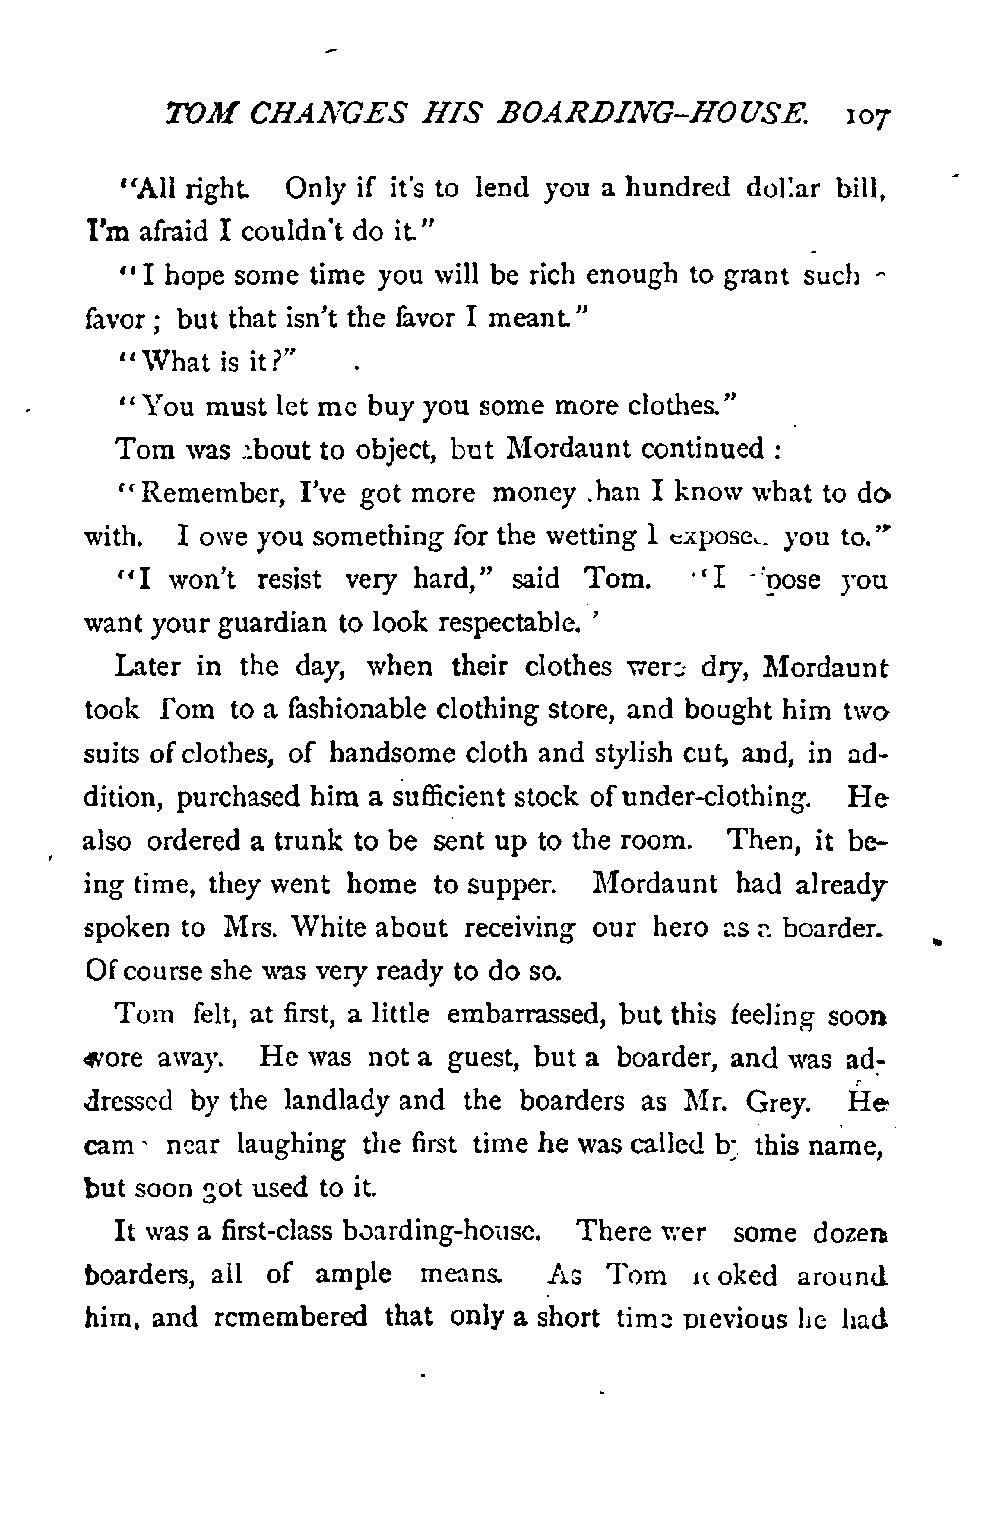 TOM CHANGES HIS BOARDING-HOUSE. 107
"All right. Only if it's to lend you a hundred dollar bill,
I'm afraid I couldn't do it."
"I hope some time you will be rich enough to grant such
favor; but that isn't the favor I meant."
"What is it?"
"You must let me buy you some more clothes."
Tom was about to object, but Mordaunt continued:
"Remember, I've got more money than I know what to do
with. I owe you something for the wetting I exposed you to."
"I won't resist very hard," said Tom. "I 'pose you
want your guardian to look respectable.'
Later in the day, when their clothes were dry, Mordaunt
took Tom to a fashionable clothing store, and bought him two
suits of clothes, of handsome cloth and stylish cut, and, in ad-
dition, purchased him a sufficient stock of under-clothing. He
also ordered a trunk to be sent up to the room. Then, it be-
ing time, they went home to supper. Mordaunt had already
spoken to Mrs. White about receiving our hero as a boarder.
Of course she was very ready to do so.
Tom felt, at first, a little embarrassed, but this feeling soon
wore away. He was not a guest, but a boarder, and was ad-
dressed by the landlady and the boarders as Mr. Grey. He
came near laughing the first time he was called by this name,
but soon got used to it.
It was a first-class boarding-house. There were some dozen
boarders, all of ample means. As Tom looked around
him, and remembered that only a short time previous he had